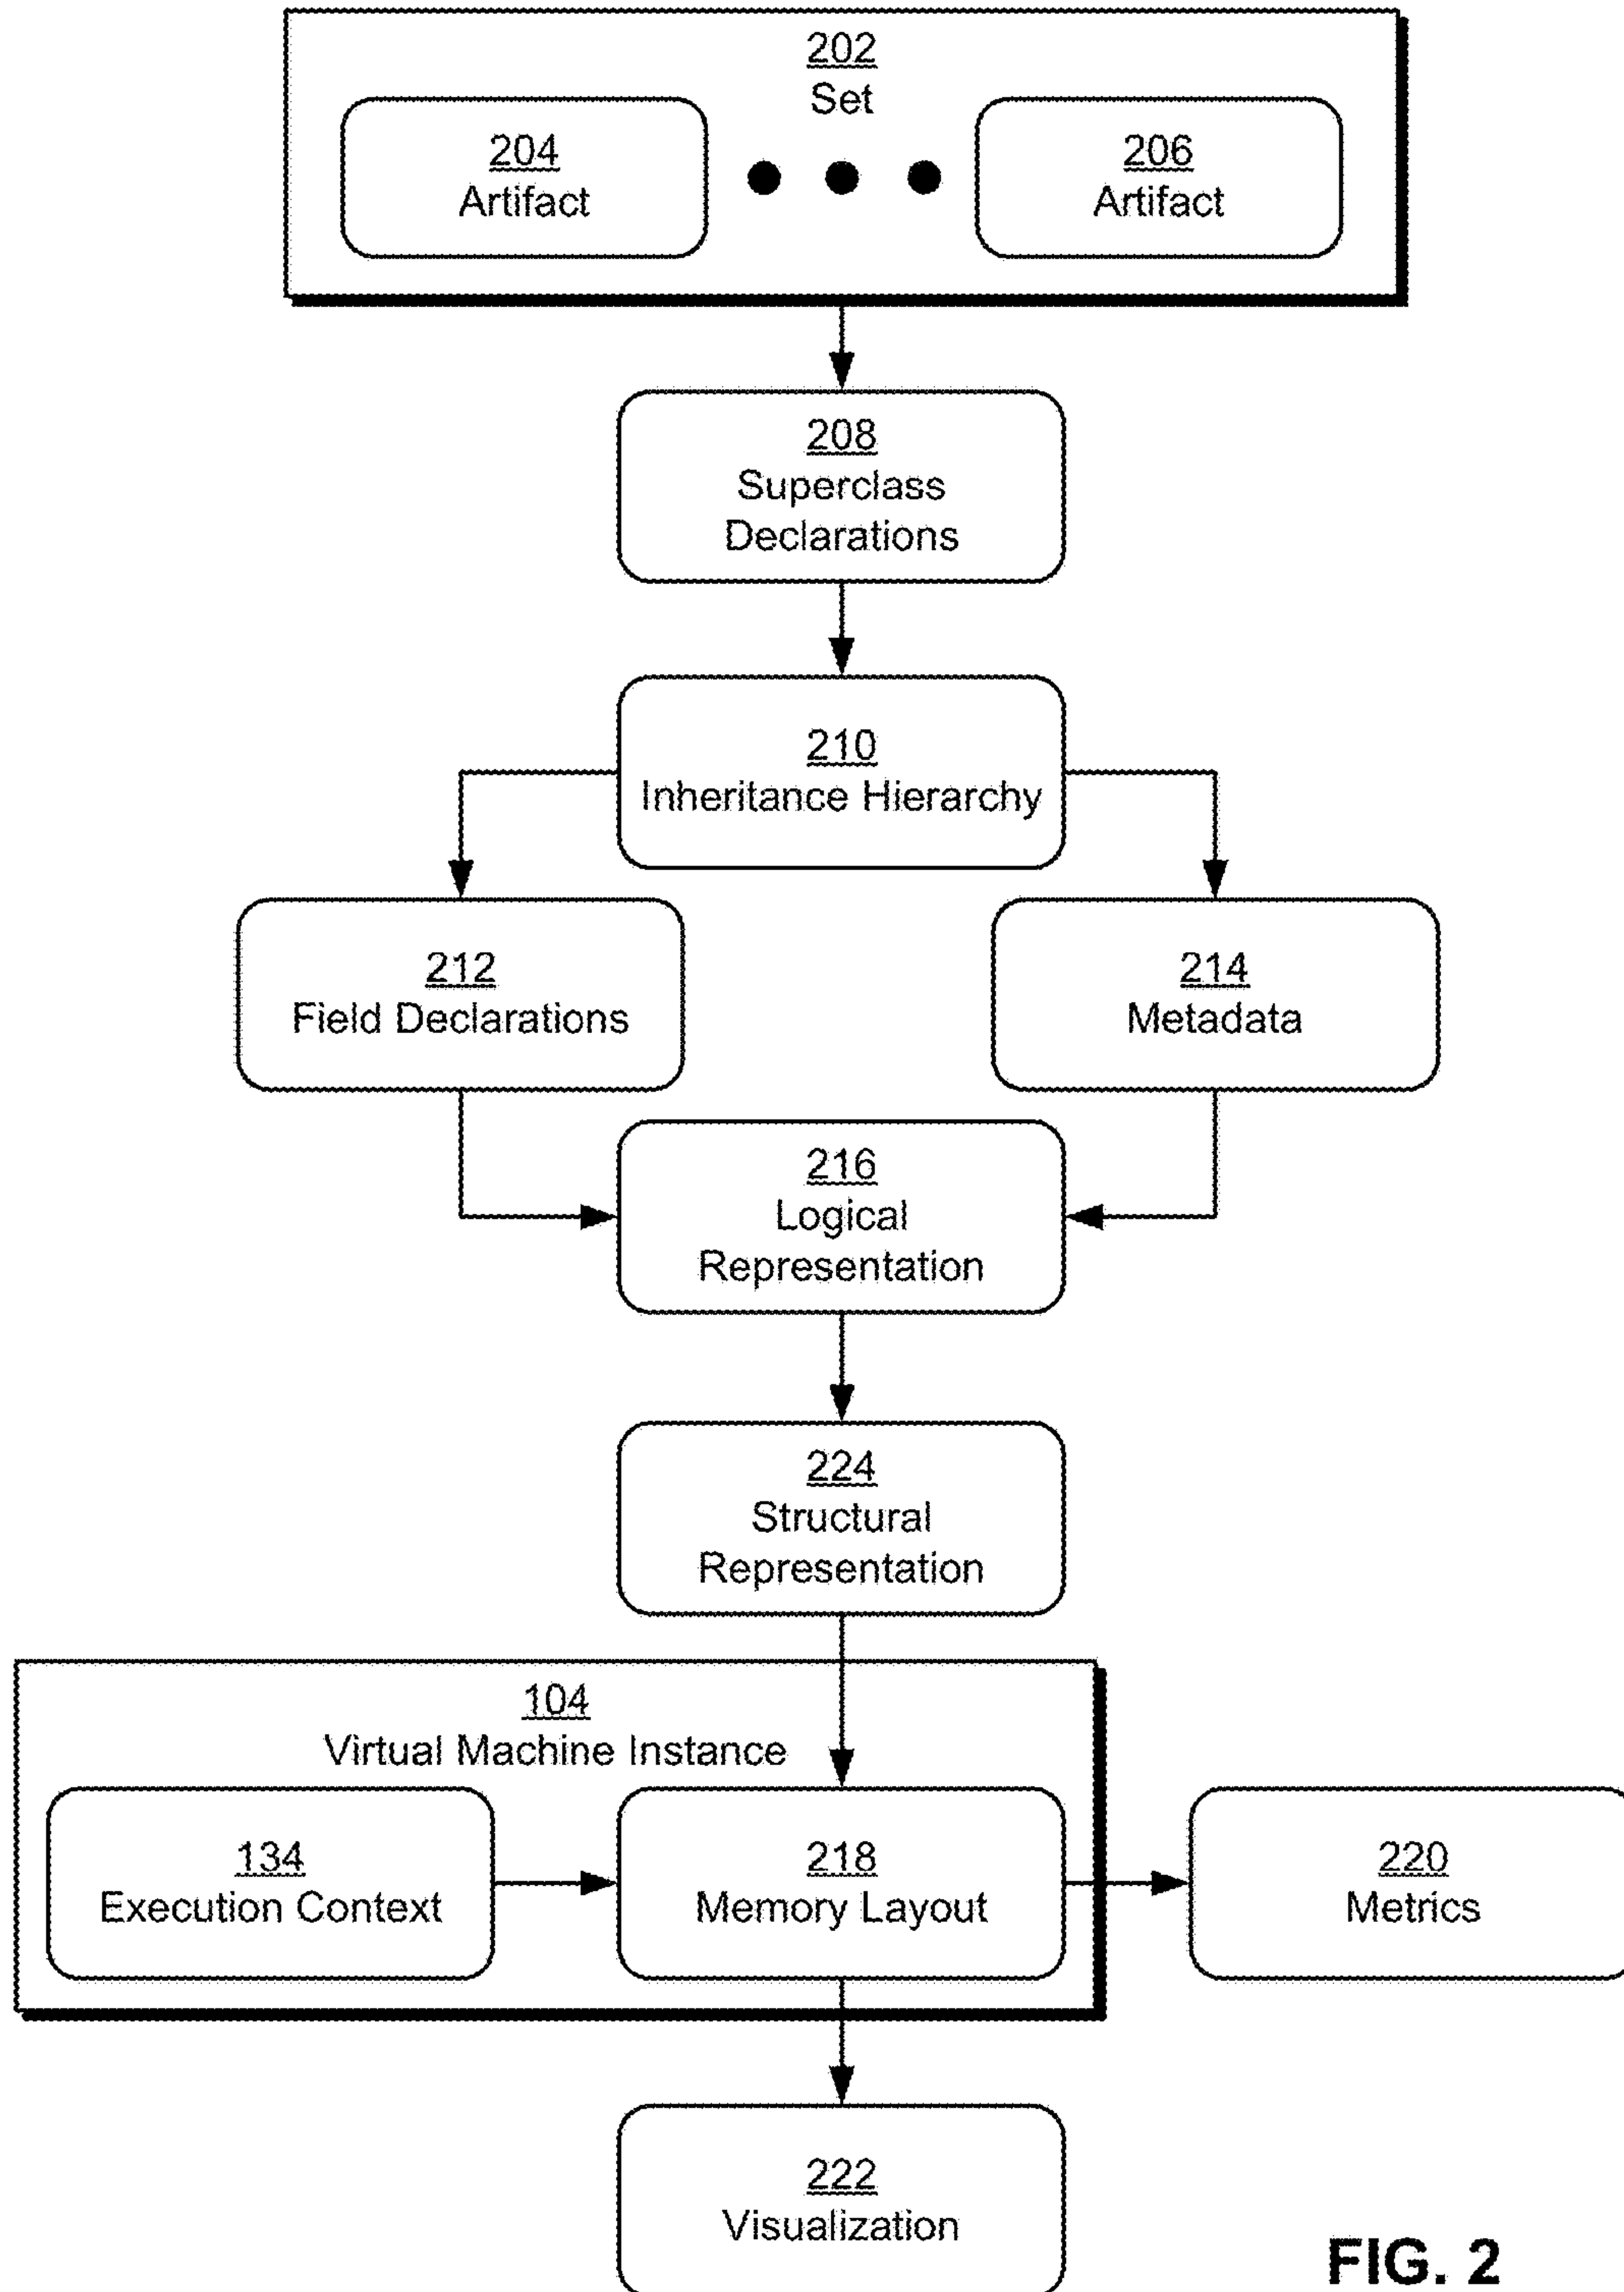 202
Set
204
Artifact
206
Artifact
208
Superclass
Declarations
210
Inheritance Hierarchy
212
Field Declarations
214
Metadata
216
Logical
Representation
224
Structural
Representation
104
Virtual Machine Instance
134
Execution Context
218
Memory Layout
220
Metrics
222
Visualization
FIG. 2